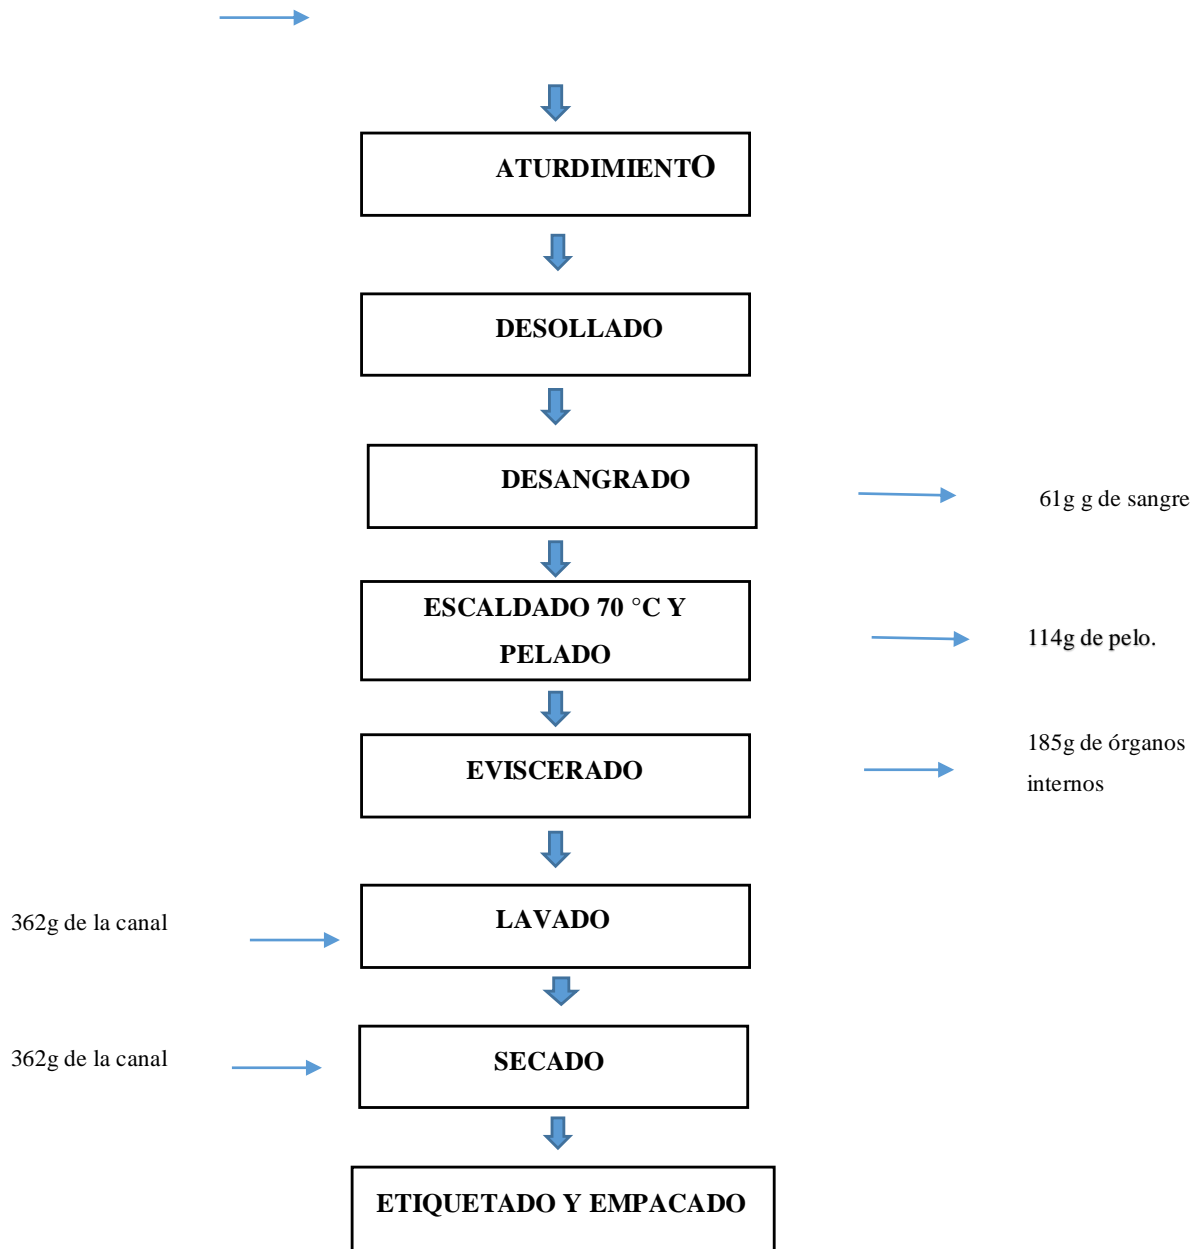 ATURDIMIENTO
DESOLLADO
DESANGRADO
61g g de sangre
ESCALDADO 70 °C Y
PELADO
114g de pelo.
EVISCERADO
185g de órganos
internos
362g de la canal
LAVADO
362g de la canal
SECADO
ETIQUETADO Y EMPACADO